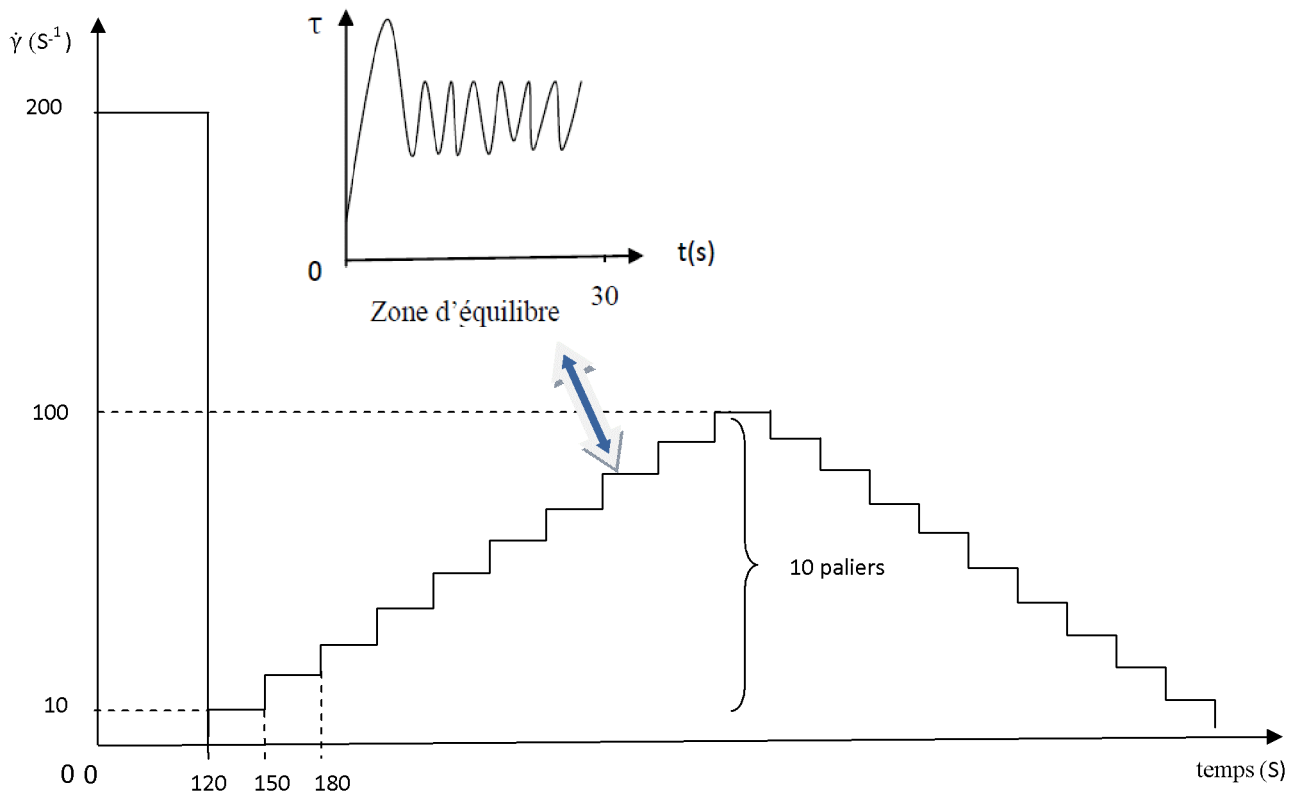 τ
γ̇ (S-¹)
200
t(s)
0
30
Zone d'équilibre
100
10 paliers
10
0 0
120 150 180
temps (S)